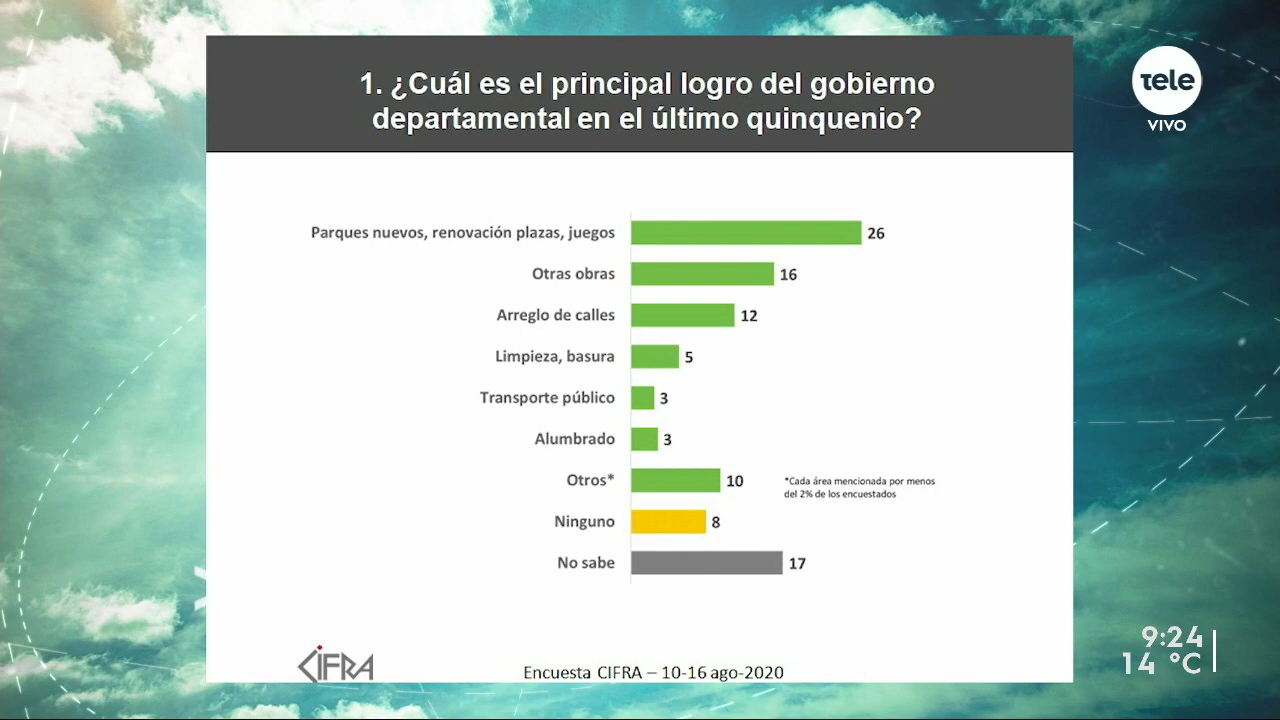 1. ¿Cuál es el principal logro del gobierno
departamental en el último quinquenio?
tele
VIVO
Parques nuevos, renovación plazas, juegos 26
Otras obras 16
Arreglo de calles 12
Limpieza, basura 5
Transporte público 3
Alumbrado 3
Otros* 10
*Cada área mencionada por menos
del 2% de los encuestados
Ninguno 8
No sabe 17
CIFRA
Encuesta CIFRA – 10-16 ago-2020
9:24
14 °C